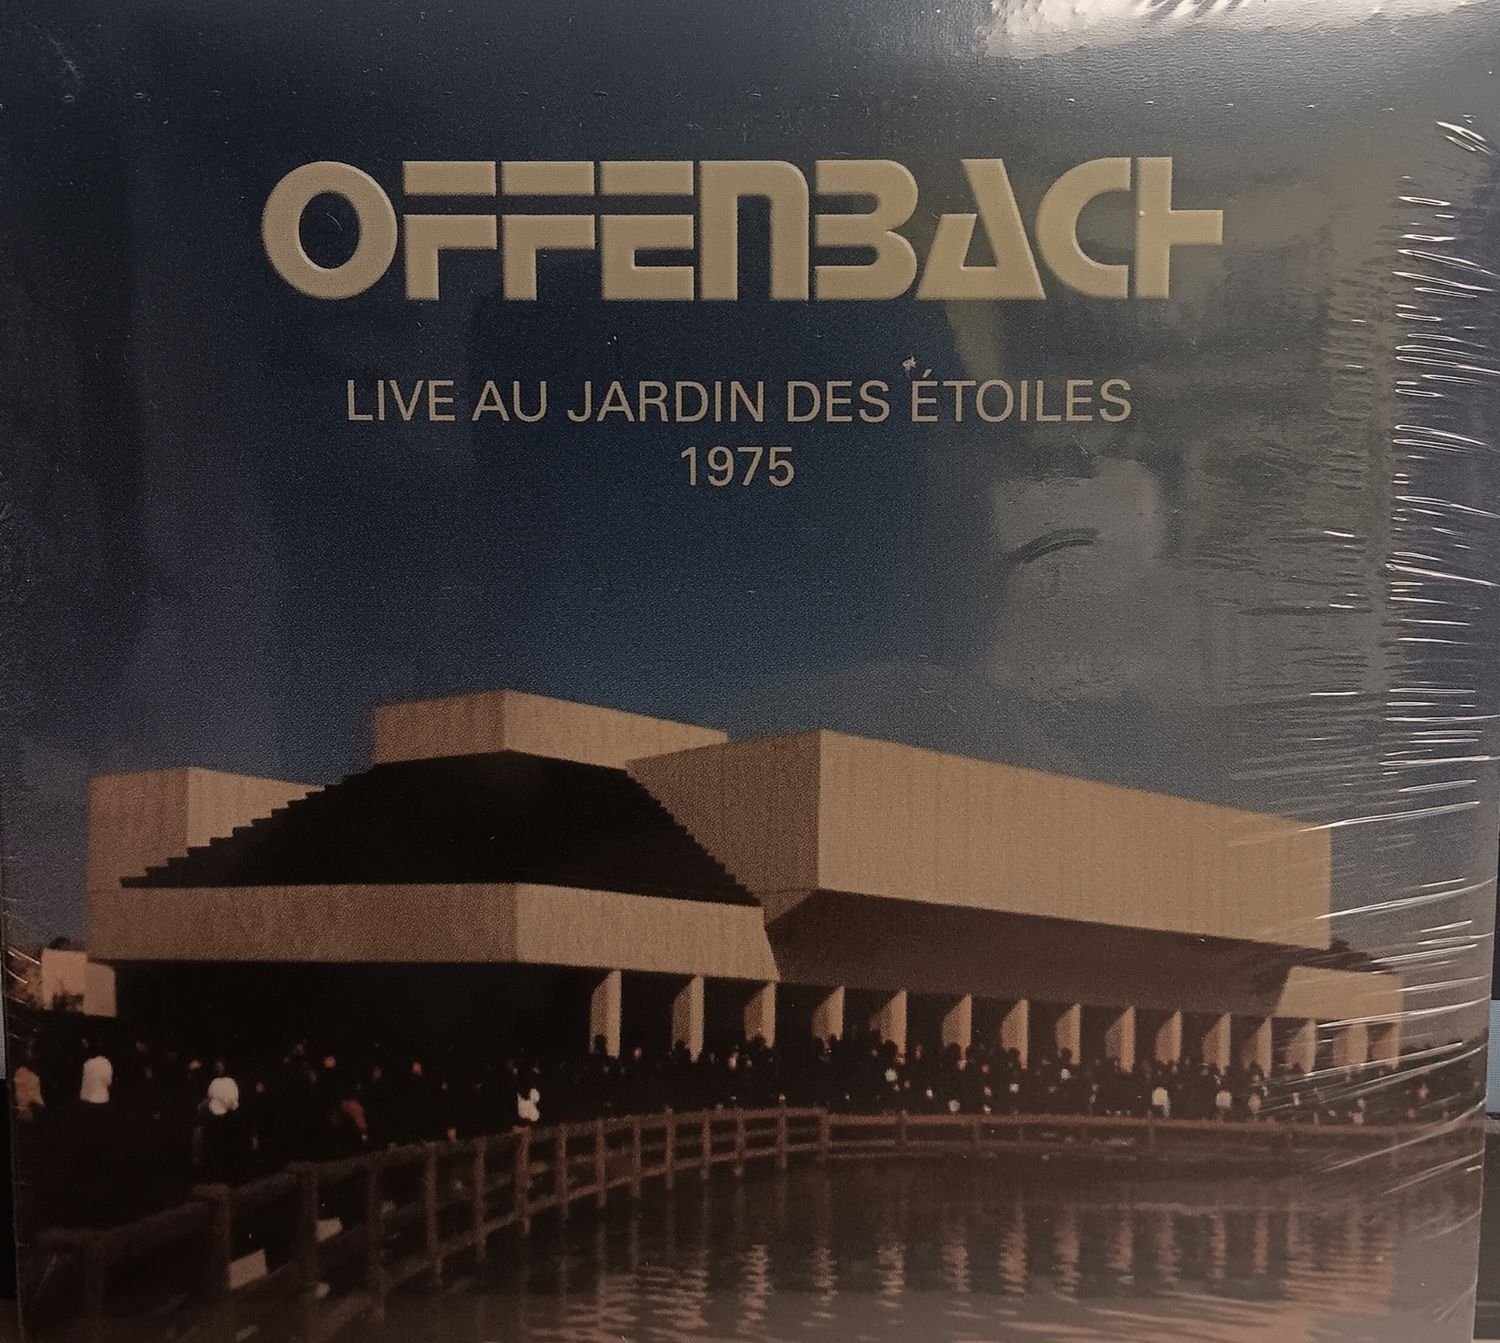 OFFENBACH
LIVE AU JARDIN DES ÉTOILES
1975